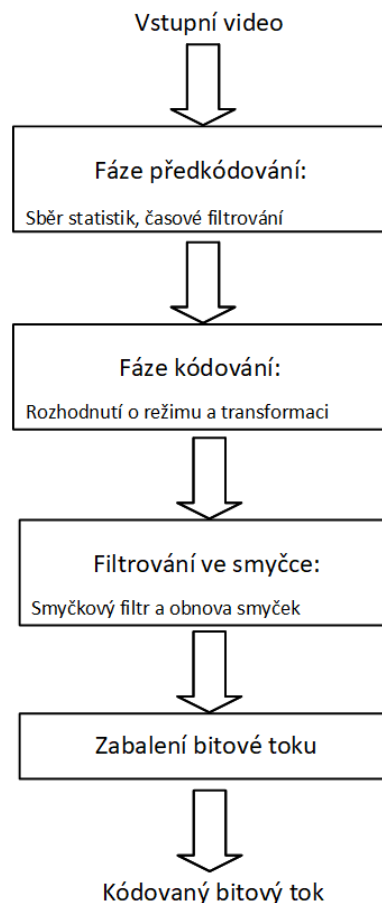 Vstupní video
Fáze předkódování:
Sběr statistik, časové filtrování
Fáze kódování:
Rozhodnutí o režimu a transformaci
Filtrování ve smyčce:
Smyčkový filtr a obnova smyček
Zabalení bitové toku
Kódovaný bitový tok